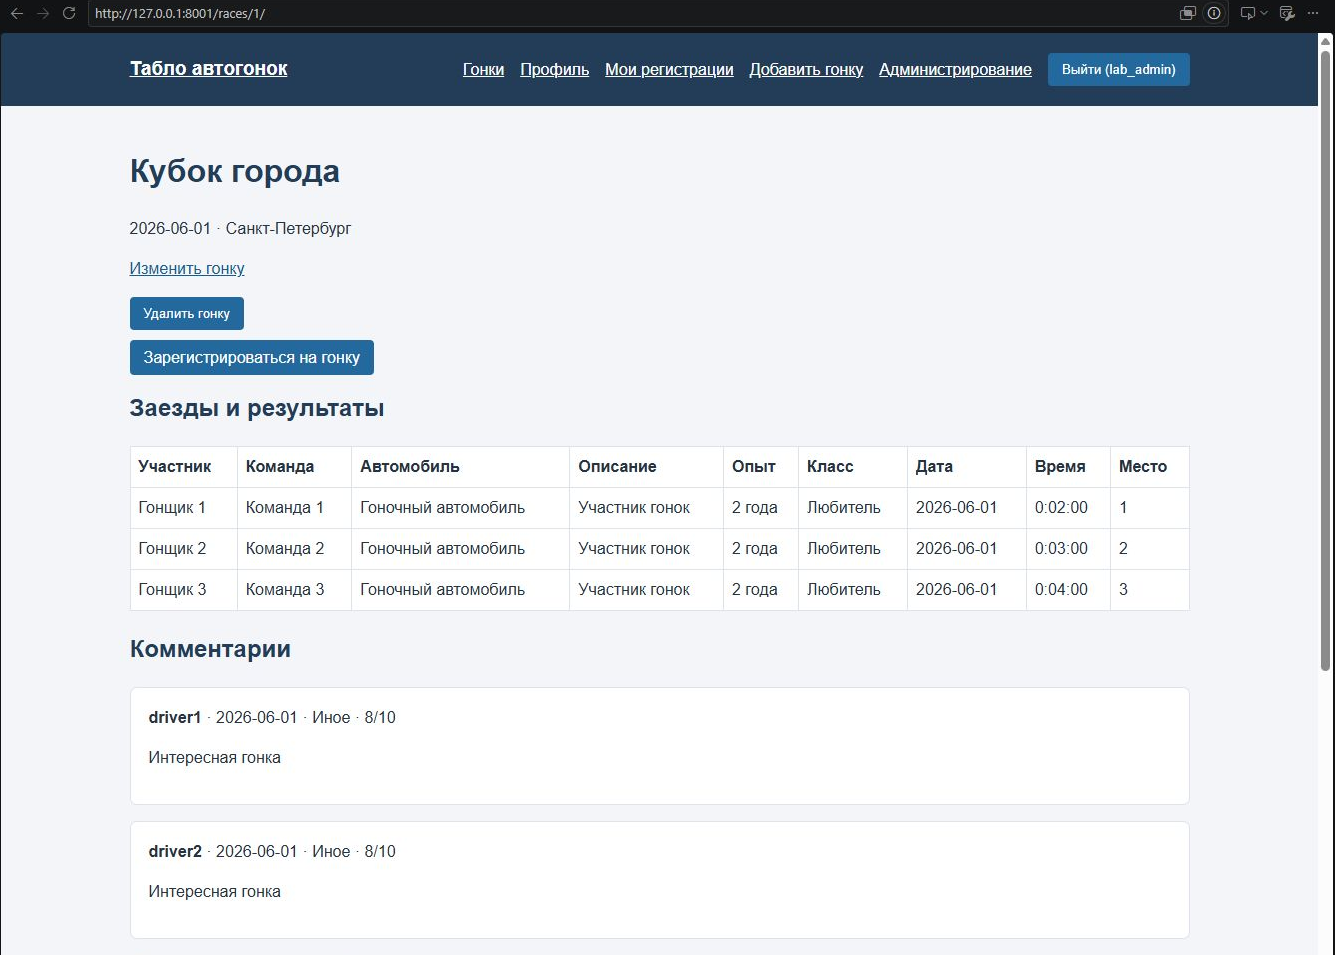 http://127.0.0.1:8001/races/1/
Табло автогонок Гонки Профиль Мои регистрации Добавить гонку Администрирование Выйти (lab_admin)
Кубок города
2026-06-01 · Санкт-Петербург
Изменить гонку
Удалить гонку
Зарегистрироваться на гонку
Заезды и результаты
Участник Команда Автомобиль Описание Опыт Класс Дата Время Место
Гонщик 1 Команда 1 Гоночный автомобиль Участник гонок 2 года Любитель 2026-06-01 0:02:00 1
Гонщик 2 Команда 2 Гоночный автомобиль Участник гонок 2 года Любитель 2026-06-01 0:03:00 2
Гонщик 3 Команда 3 Гоночный автомобиль Участник гонок 2 года Любитель 2026-06-01 0:04:00 3
Комментарии
driver1 · 2026-06-01 · Иное · 8/10
Интересная гонка
driver2 · 2026-06-01 · Иное · 8/10
Интересная гонка